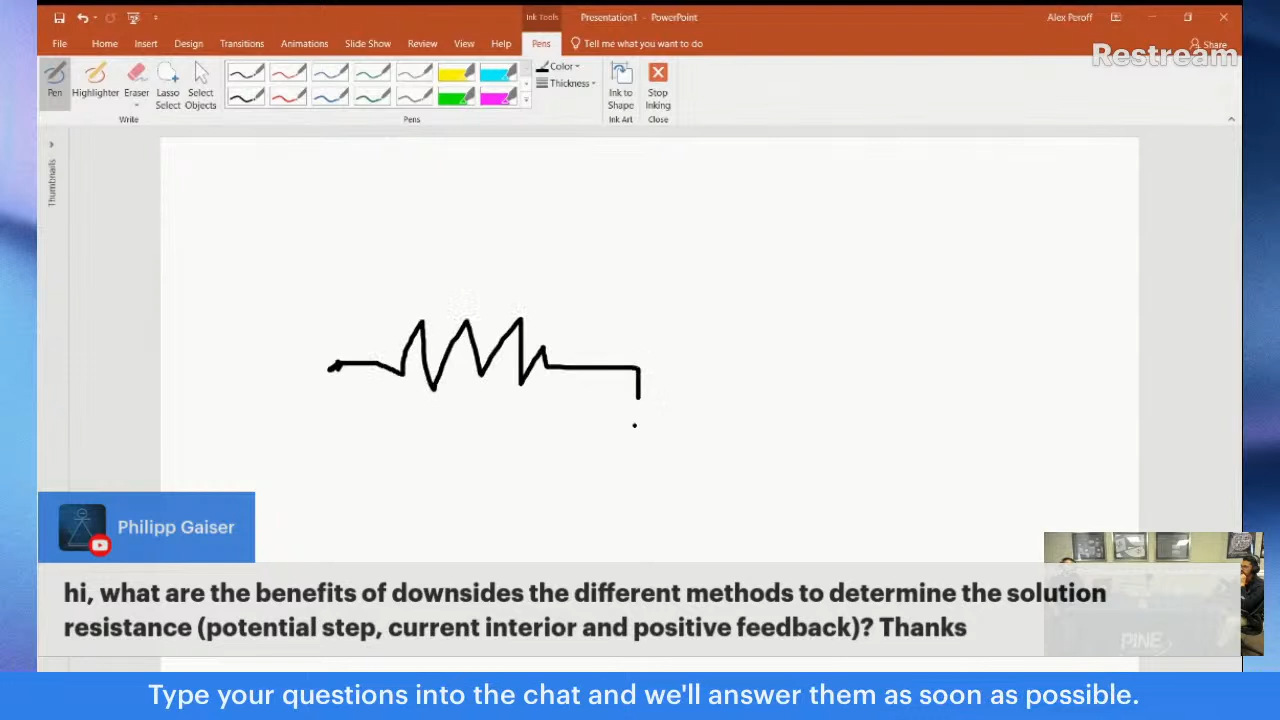 Ink Tools
Presentation1 - PowerPoint
Alex Peroff
File Home Insert Design Transitions Animations Slide Show Review View Help Pens Tell me what you want to do
Share
Restream
Pen Highlighter Eraser Lasso Select Select Objects
Color
Thickness
Ink to Shape
Stop Inking
Write Pens Ink Art Close
Thumbnails
Philipp Gaiser
hi, what are the benefits of downsides the different methods to determine the solution
resistance (potential step, current interior and positive feedback)? Thanks
PINE
Type your questions into the chat and we'll answer them as soon as possible.